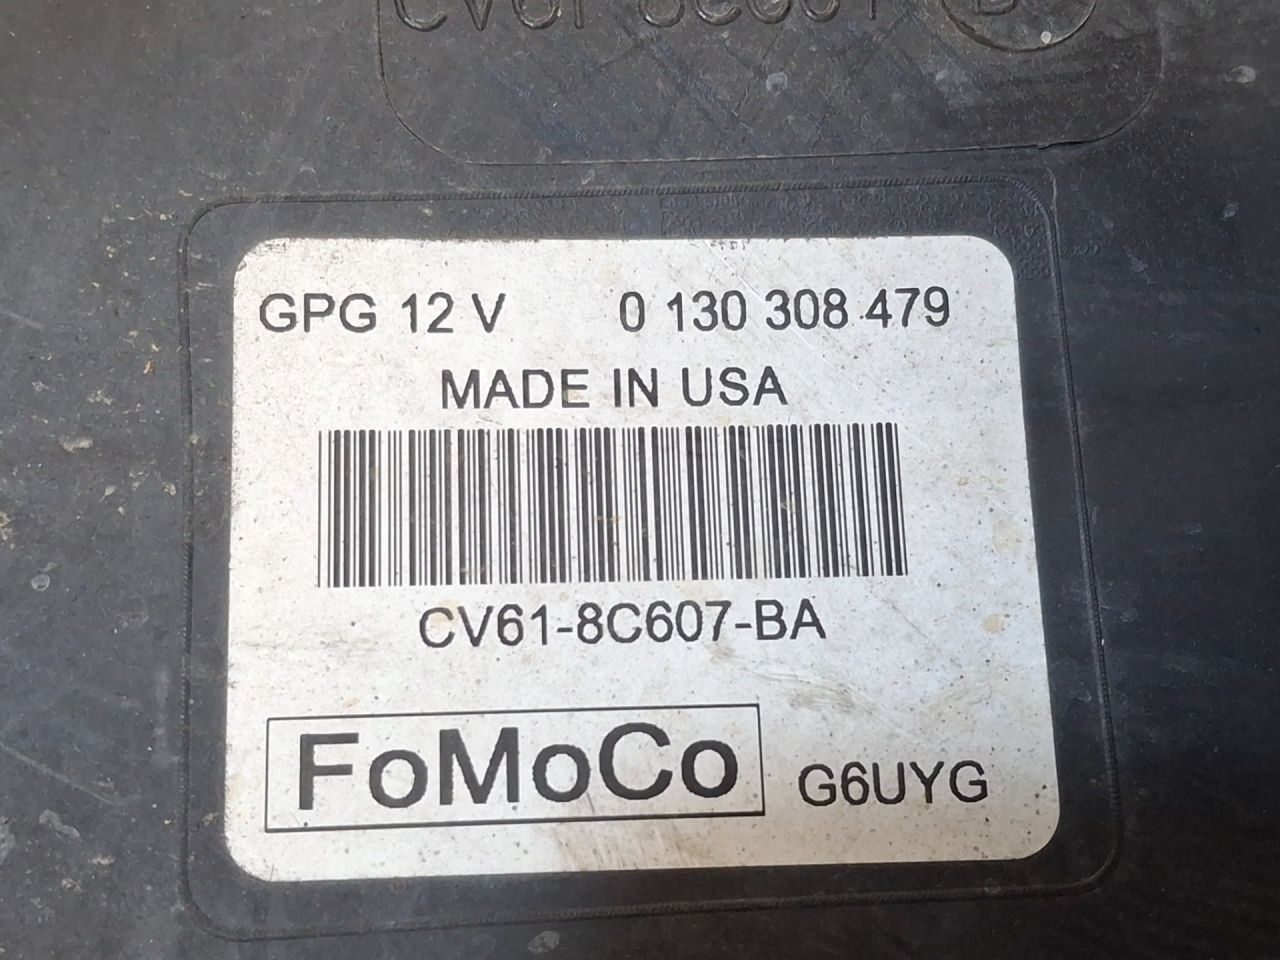 GPG 12 V 0 130 308 479
MADE IN USA
CV61-8C607-BA
FoMoCo G6UYG